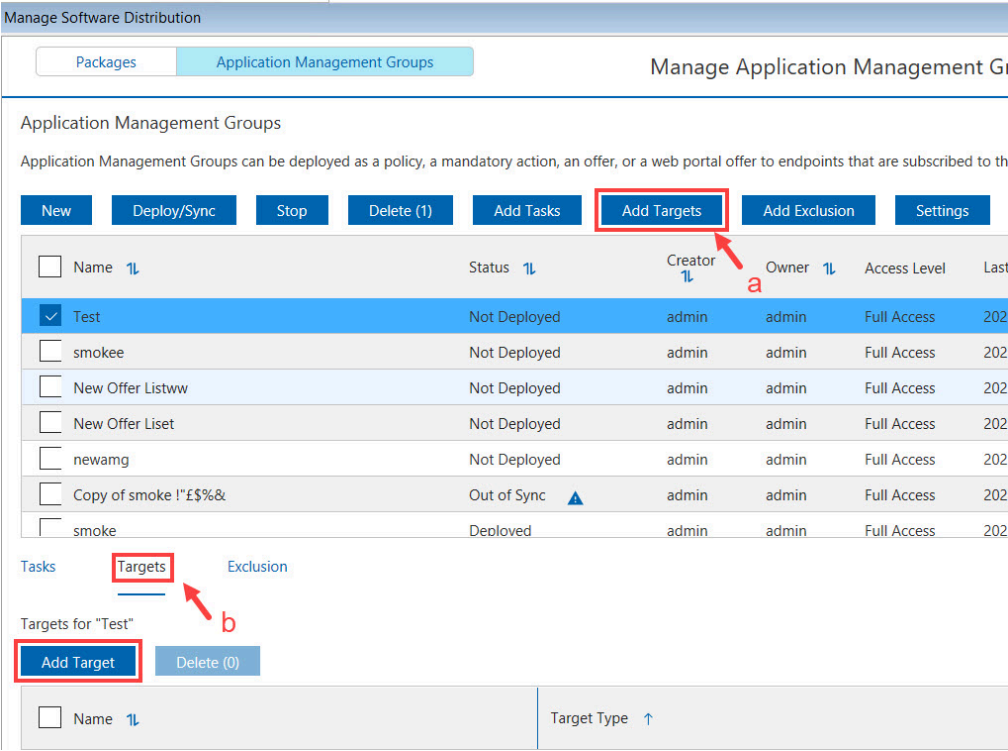 Manage Software Distribution
Packages Application Management Groups Manage Application Management Gr
Application Management Groups
Application Management Groups can be deployed as a policy, a mandatory action, an offer, or a web portal offer to endpoints that are subscribed to th
New Deploy/Sync Stop Delete (1) Add Tasks Add Targets Add Exclusion Settings
Name Status Creator Owner Access Level Last
a
Test Not Deployed admin admin Full Access 202
smokee Not Deployed admin admin Full Access 202
New Offer Listww Not Deployed admin admin Full Access 202
New Offer Liset Not Deployed admin admin Full Access 202
newamg Not Deployed admin admin Full Access 202
Copy of smoke !"£$%& Out of Sync admin admin Full Access 202
smoke Deployed admin admin Full Access 202
Tasks Targets Exclusion
b
Targets for "Test"
Add Target Delete (0)
Name Target Type